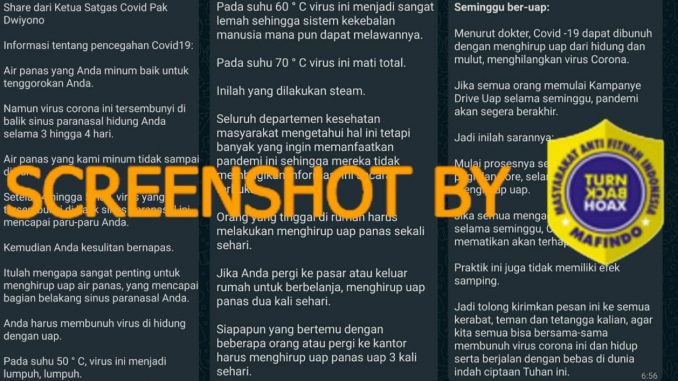 Share dari Ketua Satgas Covid Pak
Dwiyono
Informasi tentang pencegahan Covid19:
Air panas yang Anda minum baik untuk
tenggorokan Anda.
Namun virus corona ini tersembunyi di
balik sinus paranasal hidung Anda
selama 3 hingga 4 hari.
Air panas yang kami minum tidak sampai
mencapai paru-paru Anda.
Kemudian Anda kesulitan bernapas.
Itulah mengapa sangat penting untuk
menghirup uap air panas, yang mencapai
bagian belakang sinus paranasal Anda.
Anda harus membunuh virus di hidung
dengan uap.
Pada suhu 50 ° C, virus ini menjadi
lumpuh, lumpuh.
Pada suhu 60 ° C virus ini menjadi sangat
lemah sehingga sistem kekebalan
manusia mana pun dapat melawannya.
Pada suhu 70 ° C virus ini mati total.
Inilah yang dilakukan steam.
Seluruh departemen kesehatan
masyarakat mengetahui hal ini tetapi
banyak yang ingin memanfaatkan
pandemi ini sehingga mereka tidak
Orang yang tinggal di rumah harus
melakukan menghirup uap panas sekali
sehari.
Jika Anda pergi ke pasar atau keluar
rumah untuk berbelanja, menghirup uap
panas dua kali sehari.
Siapapun yang bertemu dengan
beberapa orang atau pergi ke kantor
harus menghirup uap panas uap 3 kali
sehari.
Seminggu ber-uap:
Menurut dokter, Covid -19 dapat dibunuh
dengan menghirup uap dari hidung dan
mulut, menghilangkan virus Corona.
Jika semua orang memulai Kampanye
Drive Uap selama seminggu, pandemi
akan segera berakhir.
Jadi inilah sarannya:
Mulai prosesnya
uap.
Jika semua
selama seminggu,
mematikan akan
Praktik ini juga tidak memiliki efek
samping.
Jadi tolong kirimkan pesan ini ke semua
kerabat, teman dan tetangga kalian, agar
kita semua bisa bersama-sama
membunuh virus corona ini dan hidup
serta berjalan dengan bebas di dunia
indah ciptaan Tuhan ini.
6:56
SCREENSHOT BY
MASYARAKAT ANTI FITNAH INDONESIA
TURN
BACK
HOAX
MAFINDO